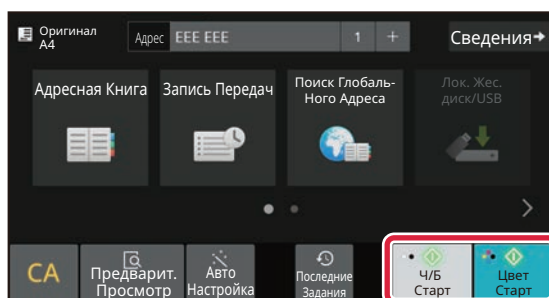 Оригинал
A4
Адрес EEE EEE 1 +
Сведения
Адресная Книга
Запись Передач
Поиск Глобаль-
Ного Адреса
Лок. Жес.
диск/USB
CA
Предварит.
Просмотр
Авто
Настройка
Последние
Задания
Ч/Б
Старт
Цвет
Старт